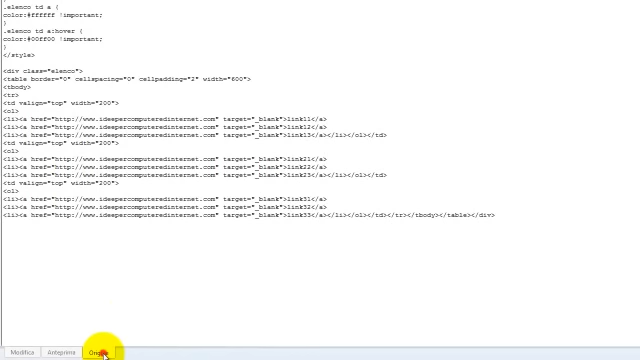 .elenco td a {
color:#ffffff !important;
}
.elenco td a:hover {
color:#00ff00 !important;
}
</style>
<div class="elenco">
<table border="0" cellspacing="0" cellpadding="2" width="600">
<tbody>
<tr>
<td valign="top" width="200">
<ol>
<li><a href="http://www.ideepercomputeredinternet.com" target="_blank">link11</a>
<li><a href="http://www.ideepercomputeredinternet.com" target="_blank">link12</a>
<li><a href="http://www.ideepercomputeredinternet.com" target="_blank">link13</a></li></ol></td>
<td valign="top" width="200">
<ol>
<li><a href="http://www.ideepercomputeredinternet.com" target="_blank">link21</a>
<li><a href="http://www.ideepercomputeredinternet.com" target="_blank">link22</a>
<li><a href="http://www.ideepercomputeredinternet.com" target="_blank">link23</a></li></ol></td>
<td valign="top" width="200">
<ol>
<li><a href="http://www.ideepercomputeredinternet.com" target="_blank">link31</a>
<li><a href="http://www.ideepercomputeredinternet.com" target="_blank">link32</a>
<li><a href="http://www.ideepercomputeredinternet.com" target="_blank">link33</a></li></ol></td></tr></tbody></table></div>
Modifica Anteprima